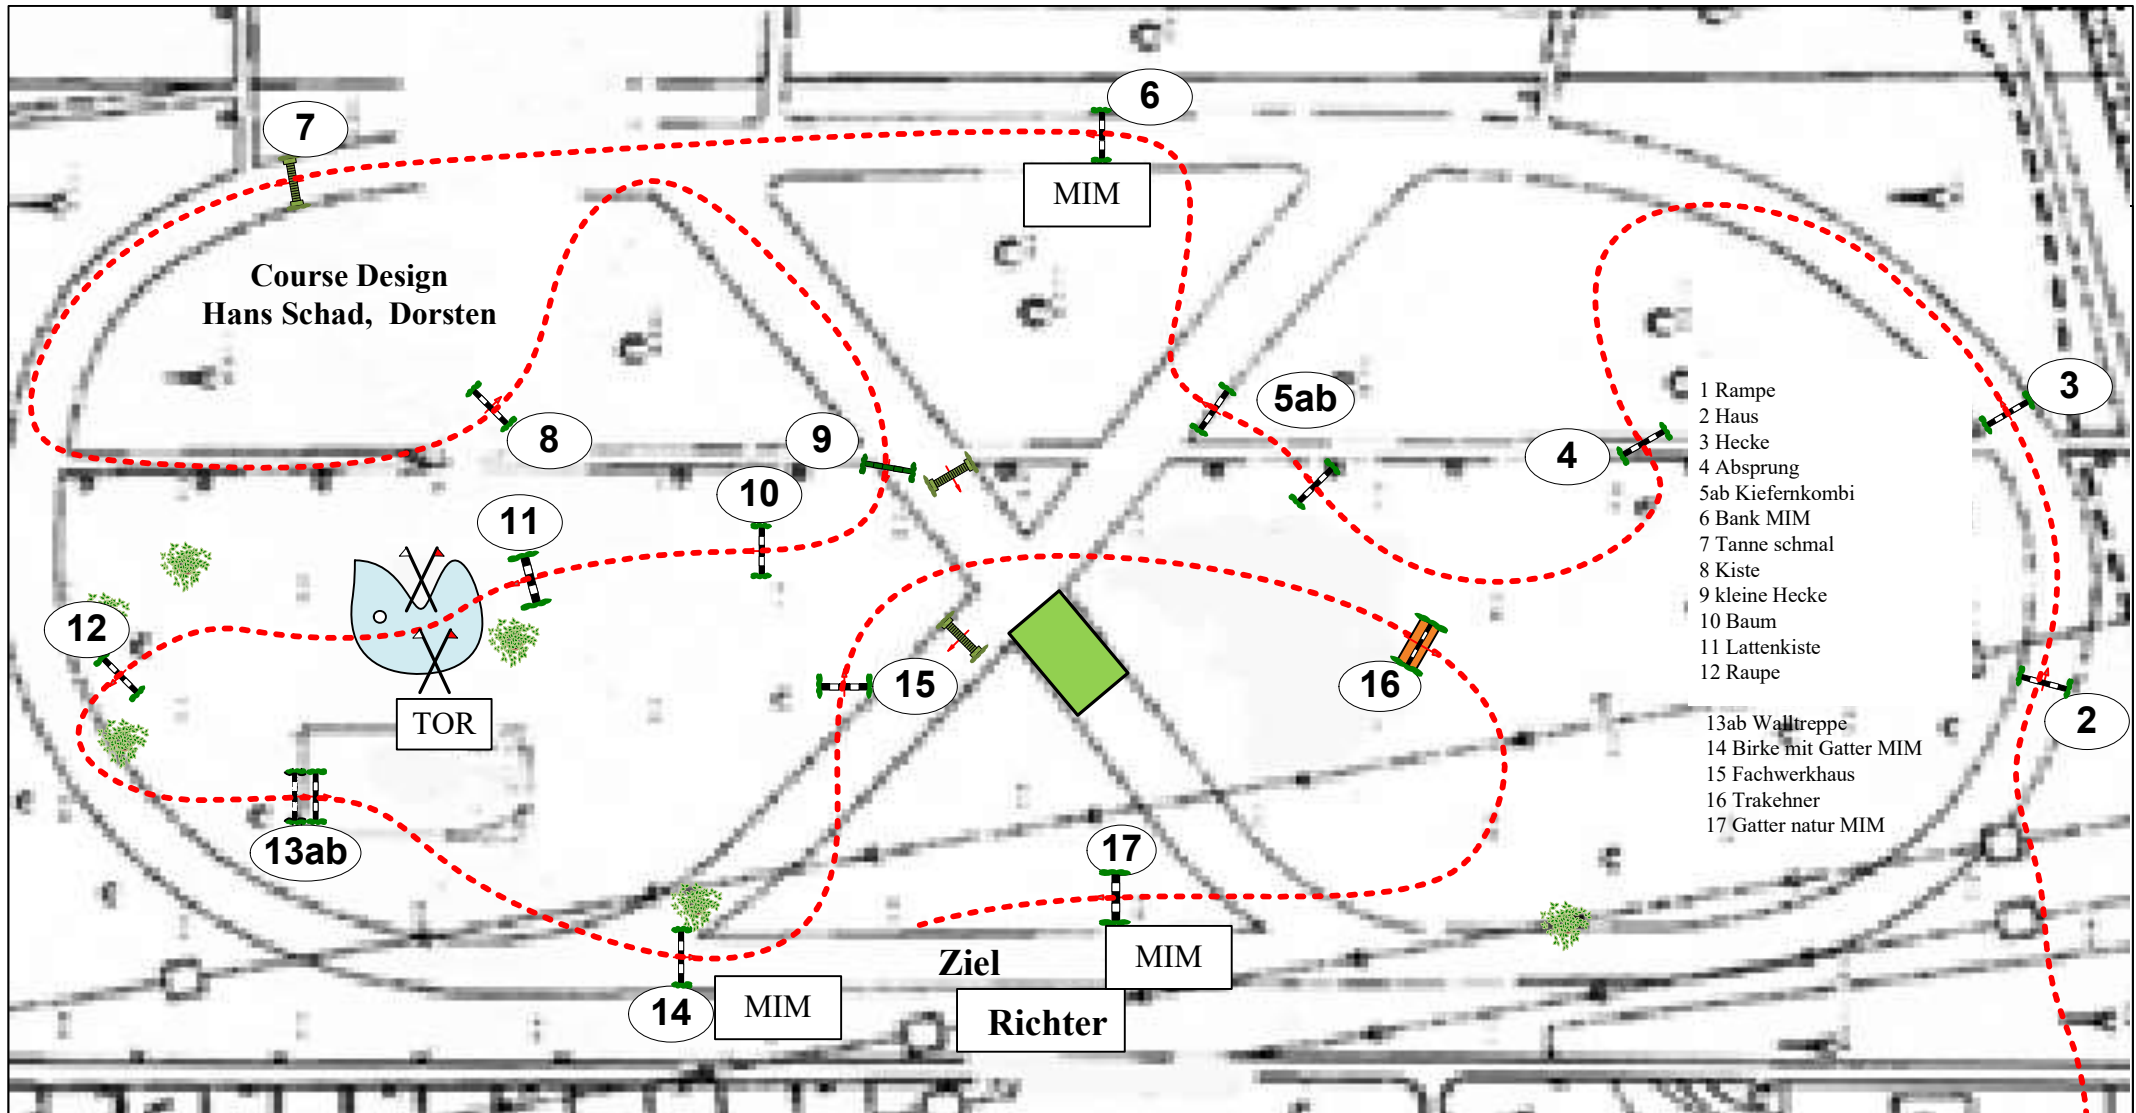 6
7
MIM
Course Design
Hans Schad, Dorsten
5ab
3
8
9
4
10
11
1 Rampe
2 Haus
3 Hecke
4 Absprung
5ab Kiefernkombi
6 Bank MIM
7 Tanne schmal
8 Kiste
9 kleine Hecke
10 Baum
11 Lattenkiste
12 Raupe
13ab Walltreppe
14 Birke mit Gatter MIM
15 Fachwerkhaus
16 Trakehner
17 Gatter natur MIM
12
15
16
2
TOR
13ab
17
Ziel
MIM
14
MIM
Richter